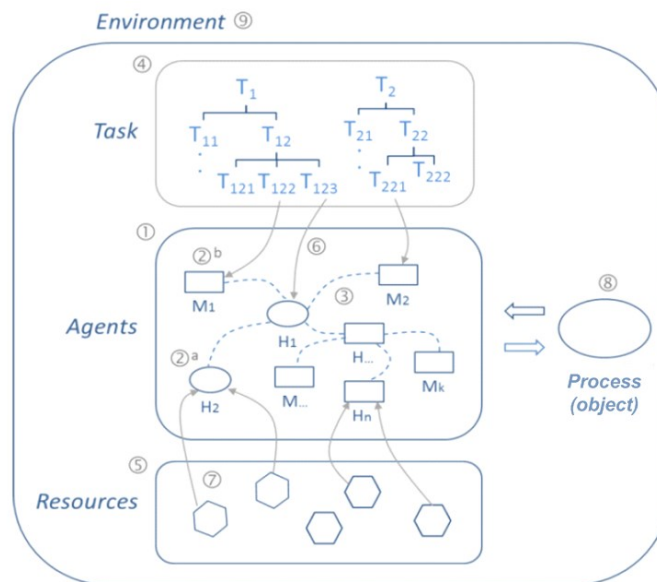 Environment ⑨
④
T₁ T₂
Task
T₁₁ T₁₂ T₂₁ T₂₂
T₁₂₁ T₁₂₂ T₁₂₃ T₂₂₁ T₂₂₂
①
②ᵇ ⑥
M₁ ③ M₂ ⑧
Agents
H₁
H...
②ᵃ
H₂ M... Hₙ Mₖ
Process
(object)
⑤
⑦
Resources